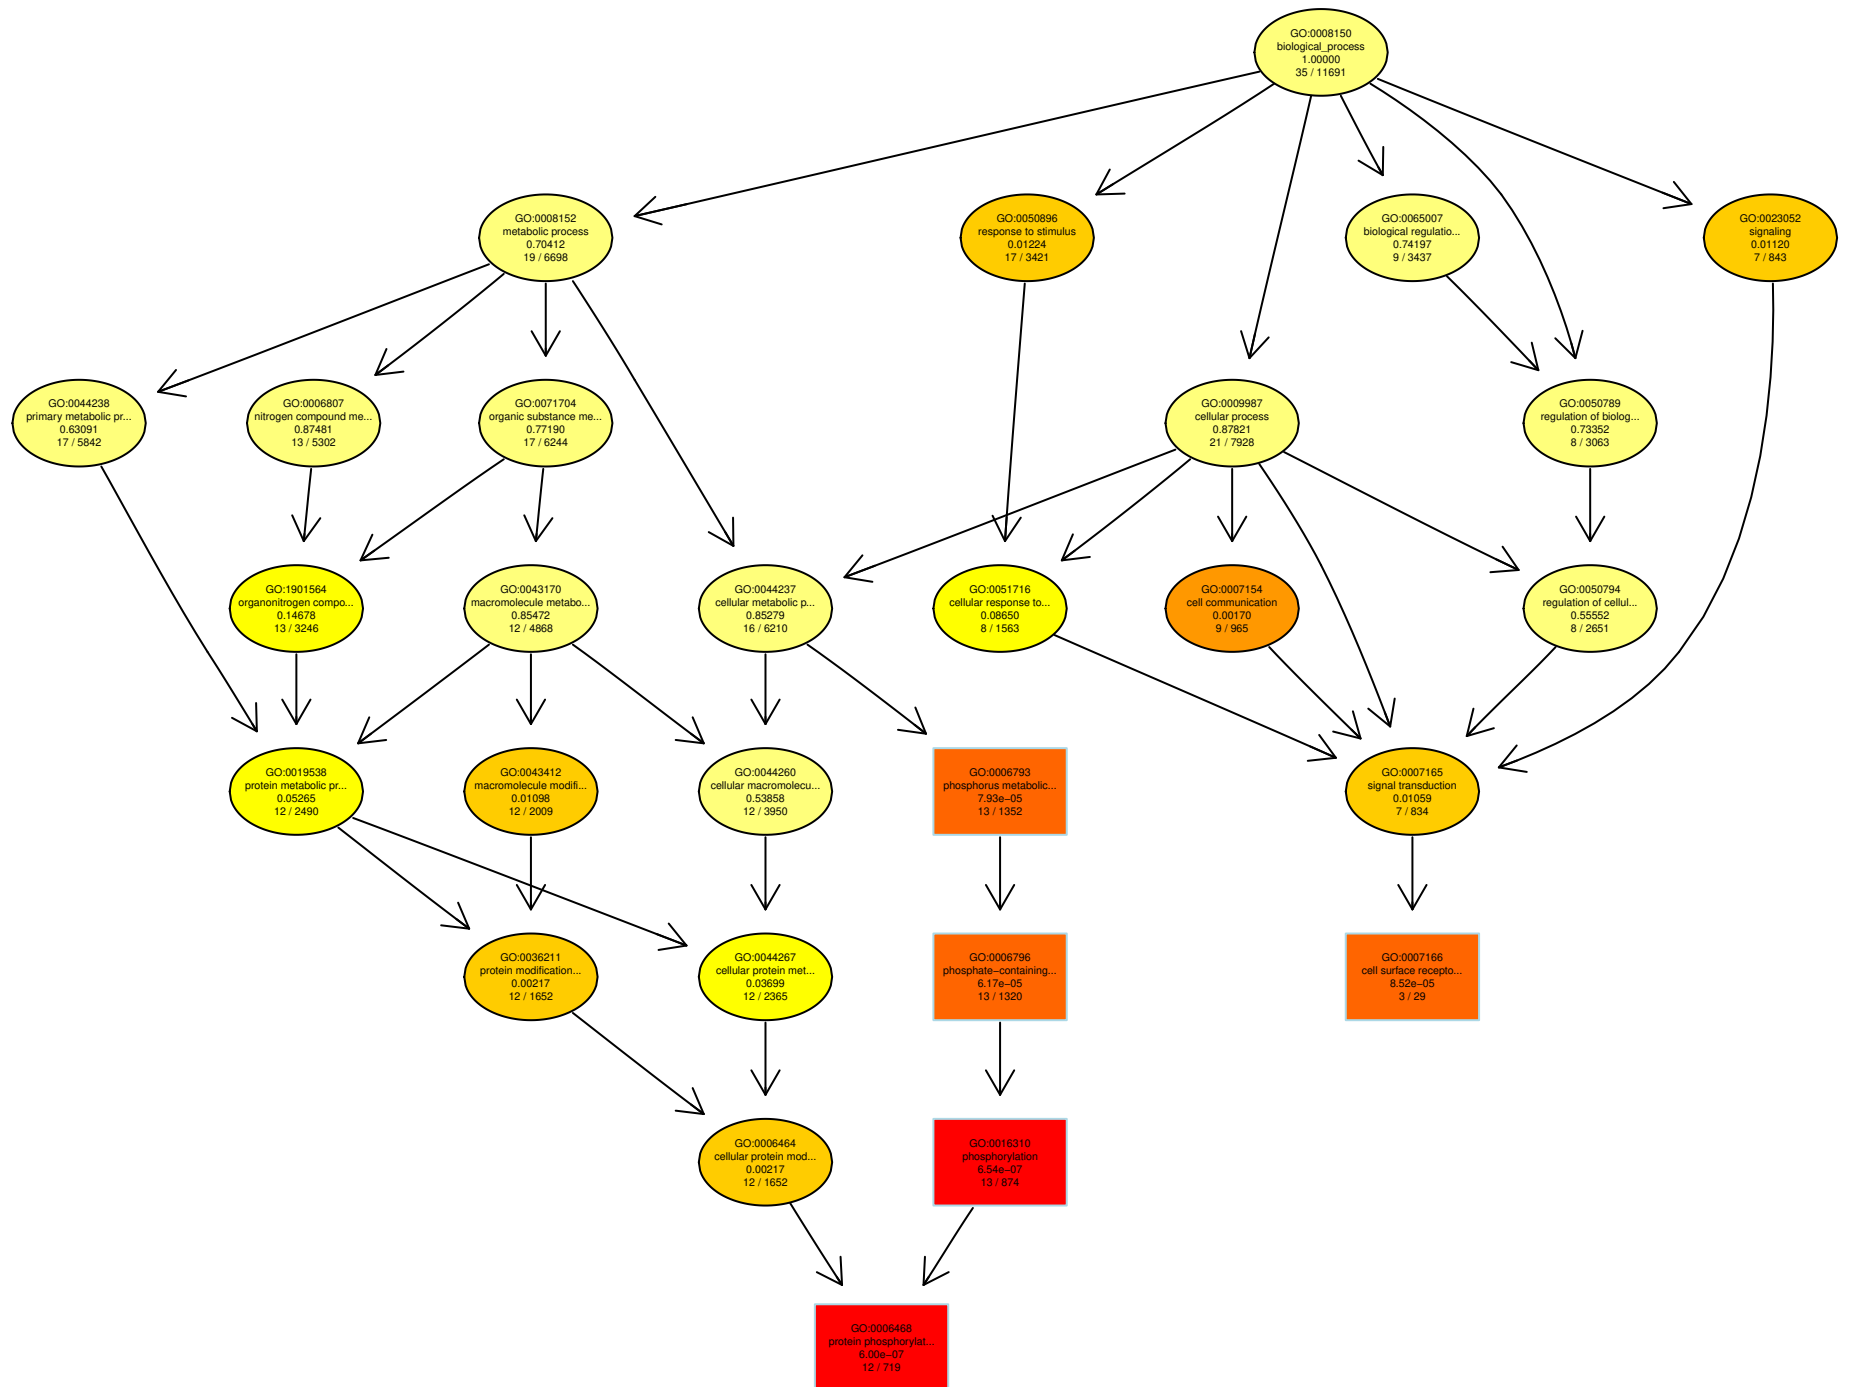 GO:0008150
biological_process
1.00000
35 / 11691
GO:0008152
metabolic process
0.70412
19 / 6698
GO:0050896
response to stimulus
0.01224
17 / 3421
GO:0065007
biological regulatio...
0.74197
9 / 3437
GO:0023052
signaling
0.01120
7 / 843
GO:0044238
primary metabolic pr...
0.63091
17 / 5842
GO:0006807
nitrogen compound me...
0.87481
13 / 5302
GO:0071704
organic substance me...
0.77190
17 / 6244
GO:0009987
cellular process
0.87821
21 / 7928
GO:0050789
regulation of biolog...
0.73352
8 / 3063
GO:1901564
organonitrogen compo...
0.14678
13 / 3246
GO:0043170
macromolecule metabo...
0.85472
12 / 4868
GO:0044237
cellular metabolic p...
0.85279
16 / 6210
GO:0051716
cellular response to...
0.08650
8 / 1563
GO:0007154
cell communication
0.00170
9 / 965
GO:0050794
regulation of cellul...
0.55552
8 / 2651
GO:0019538
protein metabolic pr...
0.05265
12 / 2490
GO:0043412
macromolecule modifi...
0.01098
12 / 2009
GO:0044260
cellular macromolecu...
0.53858
12 / 3950
GO:0006793
phosphorus metabolic...
7.93e−05
13 / 1352
GO:0007165
signal transduction
0.01059
7 / 834
GO:0036211
protein modification...
0.00217
12 / 1652
GO:0044267
cellular protein met...
0.03699
12 / 2365
GO:0006796
phosphate−containing...
6.17e−05
13 / 1320
GO:0007166
cell surface recepto...
8.52e−05
3 / 29
GO:0006464
cellular protein mod...
0.00217
12 / 1652
GO:0016310
phosphorylation
6.54e−07
13 / 874
GO:0006468
protein phosphorylat...
6.00e−07
12 / 719